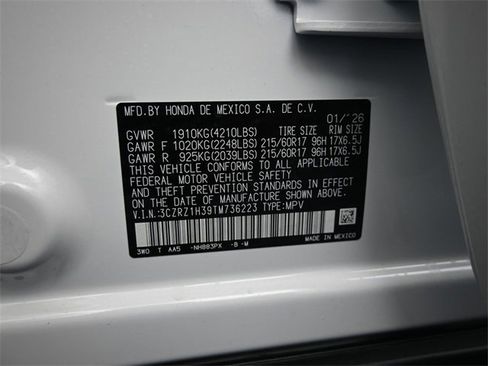 MFD.BY HONDA DE MEXICO S.A. DE C.V. 01/'26
GVWR 1910KG(4210LBS) TIRE SIZE RIM SIZE
GAWR F 1020KG(2248LBS) 215/60R17 96H 17X6.5J
GAWR R 925KG(2039LBS) 215/60R17 96H 17X6.5J
THIS VEHICLE CONFORMS TO ALL APPLICABLE
FEDERAL MOTOR VEHICLE SAFETY STANDARDS IN EFFECT
ON THE DATE OF MANUFACTURE SHOWN ABOVE.
V.I.N:3CZRZ1H39TM736223 TYPE:MPV
3W0 T AA5 -NH883PX -B -M MADE IN MEXICO